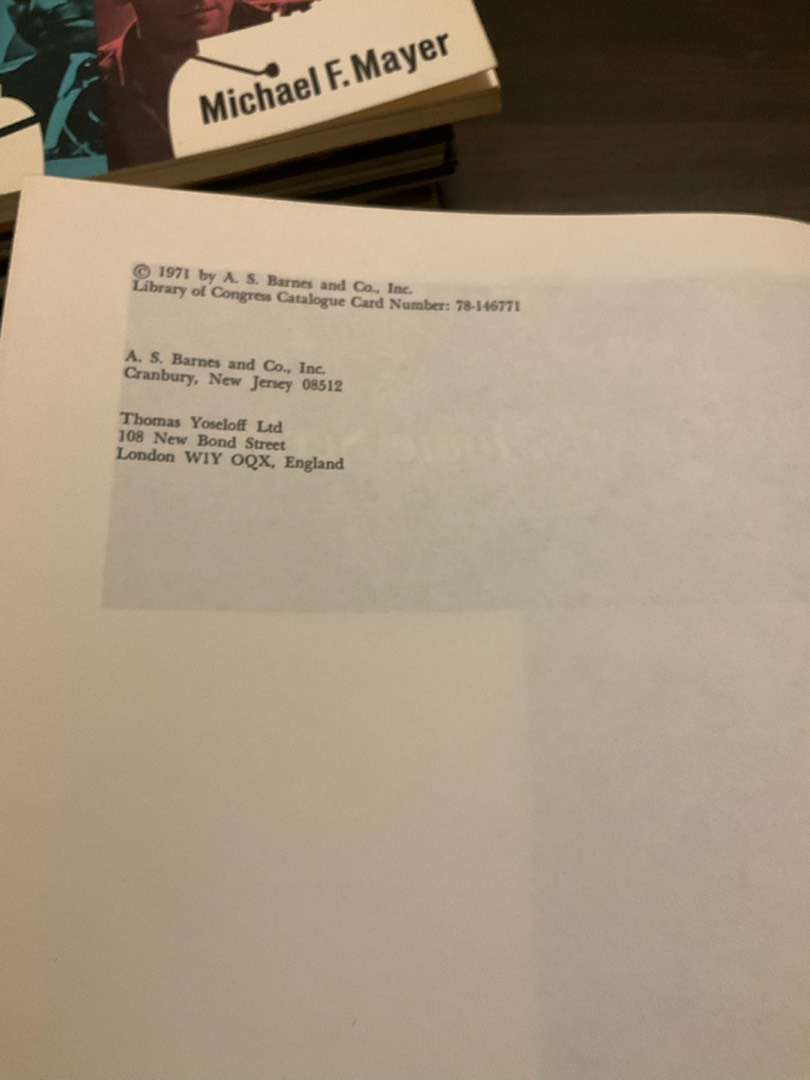 Michael F. Mayer
© 1971 by A. S. Barnes and Co., Inc.
Library of Congress Catalogue Card Number: 78-146771
A. S. Barnes and Co., Inc.
Cranbury, New Jersey 08512
Thomas Yoseloff Ltd
108 New Bond Street
London W1Y OQX, England